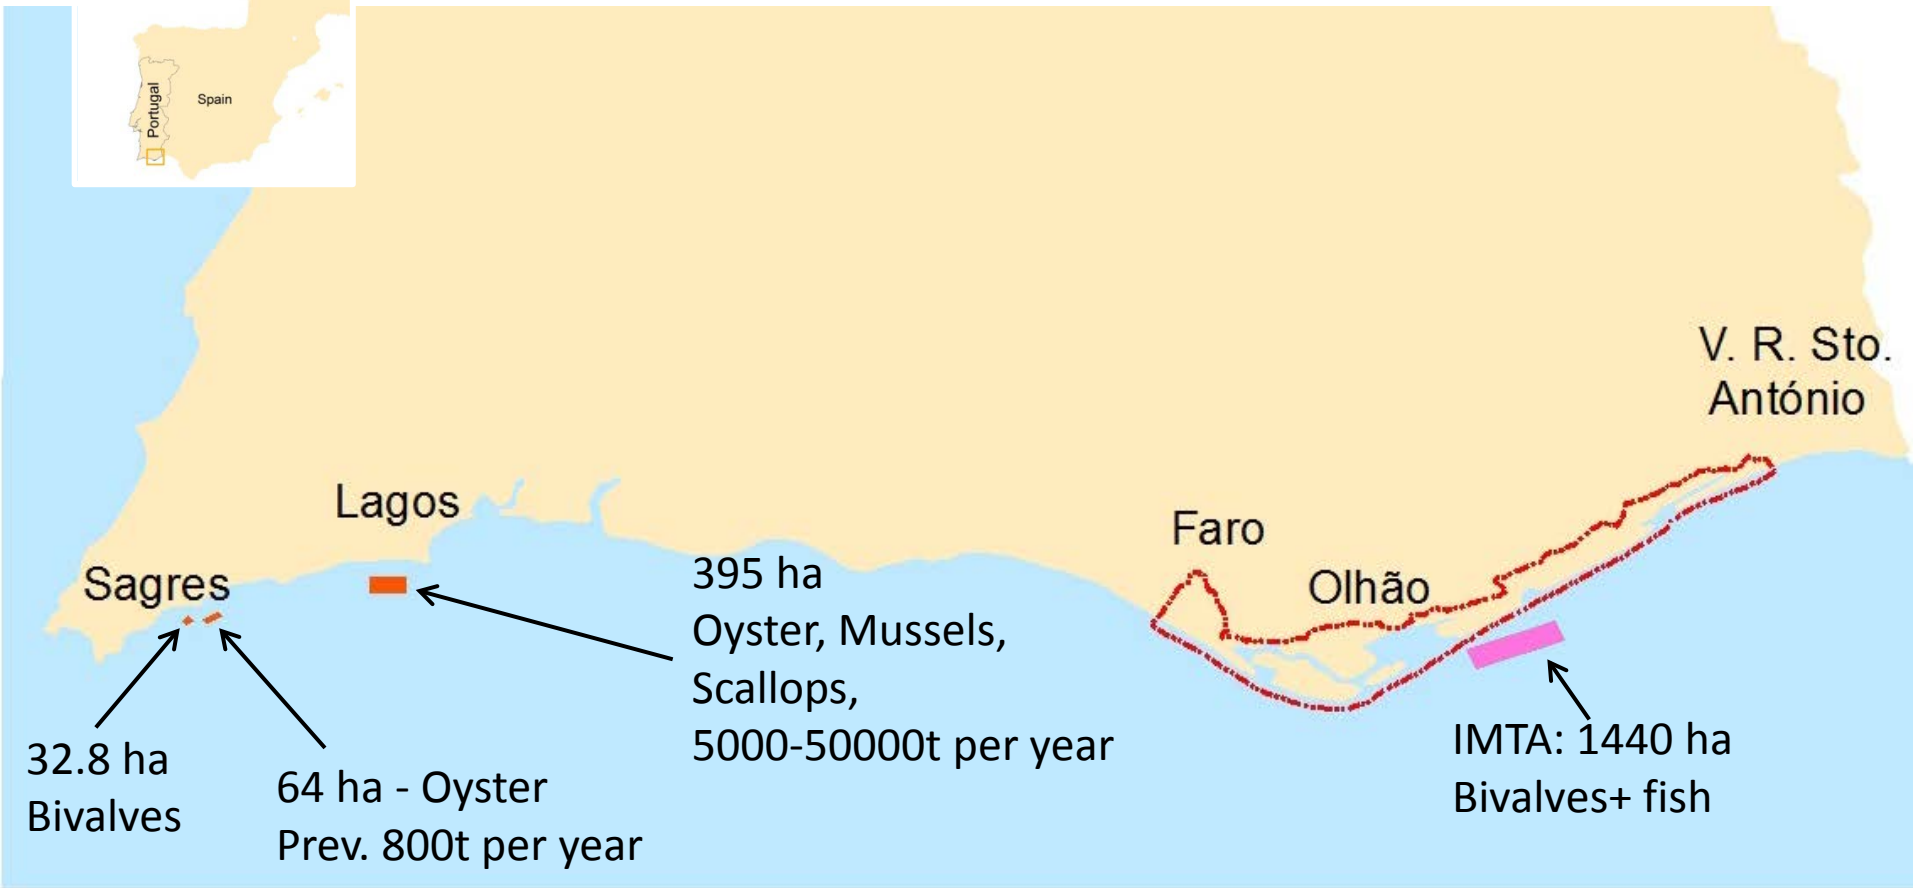 Portugal
Spain
V. R. Sto.
António
Lagos
Faro
Sagres
Olhão
395 ha
Oyster, Mussels,
Scallops,
5000-50000t per year
32.8 ha
Bivalves
64 ha - Oyster
Prev. 800t per year
IMTA: 1440 ha
Bivalves+ fish